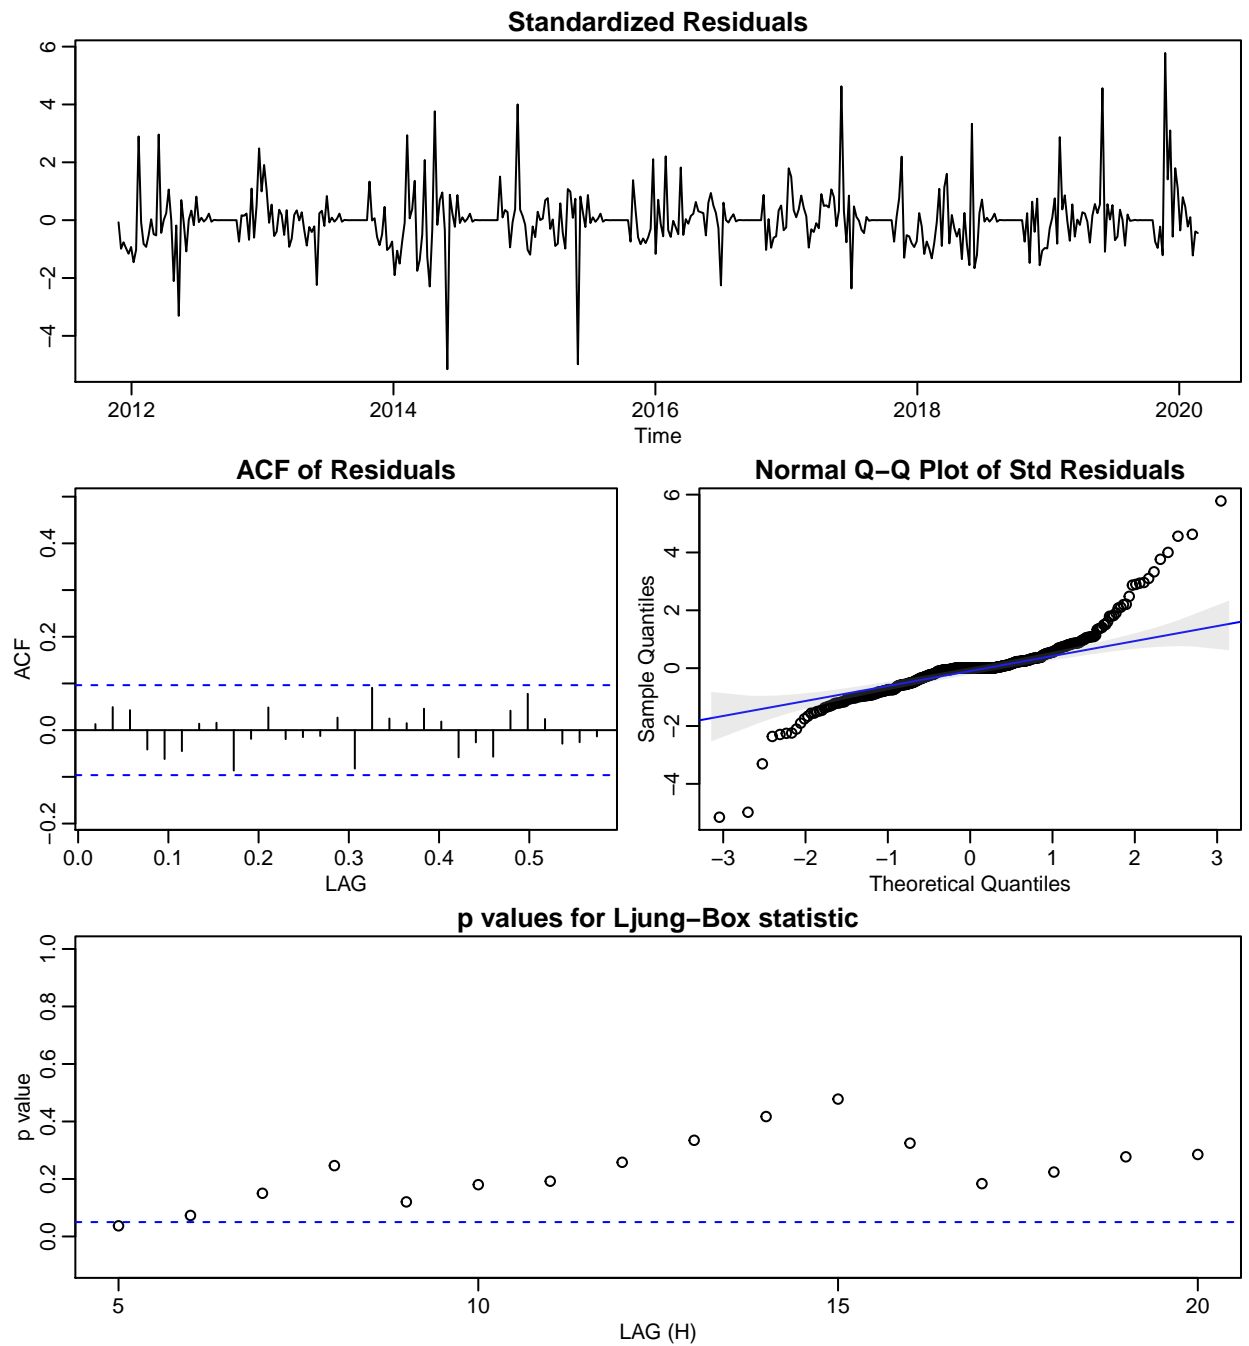 Standardized Residuals
6
4
2
0
−2
−4
2012 2014 2016 2018 2020
Time
ACF of Residuals
ACF
0.4
0.2
0.0
−0.2
0.0 0.1 0.2 0.3 0.4 0.5
LAG
Normal Q−Q Plot of Std Residuals
Sample Quantiles
6
4
2
0
−2
−4
−3 −2 −1 0 1 2 3
Theoretical Quantiles
p values for Ljung−Box statistic
p value
1.0
0.8
0.6
0.4
0.2
0.0
5 10 15 20
LAG (H)